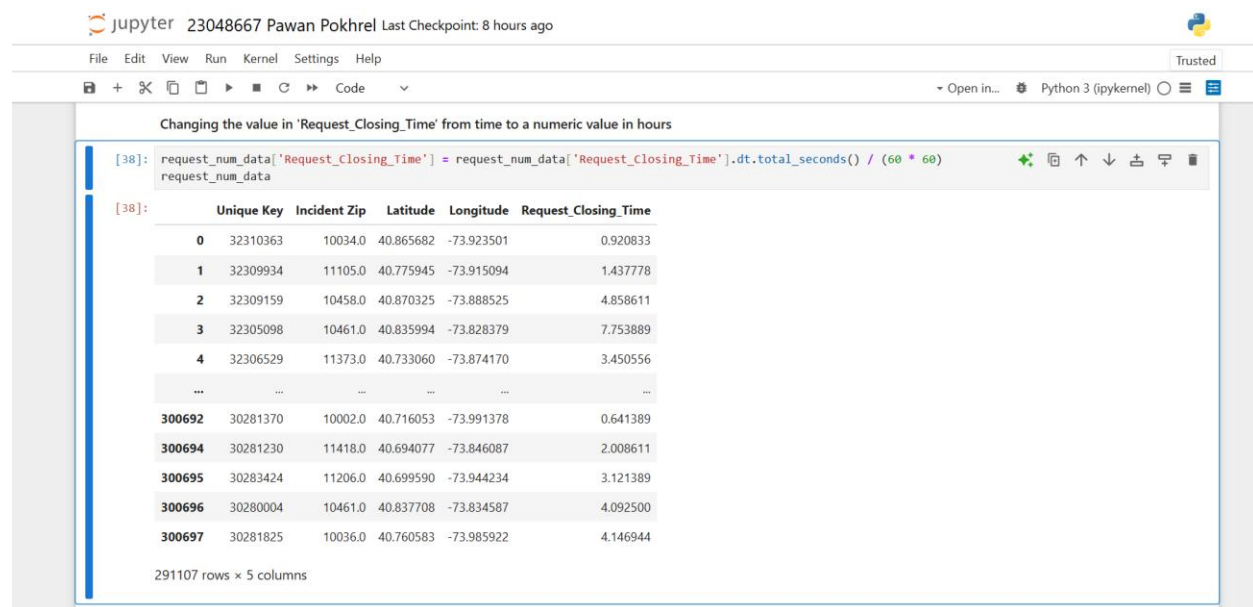 jupyter 23048667 Pawan Pokhrel Last Checkpoint: 8 hours ago
File Edit View Run Kernel Settings Help Trusted
Code Open in... Python 3 (ipykernel)
Changing the value in 'Request_Closing_Time' from time to a numeric value in hours
[38]: request_num_data['Request_Closing_Time'] = request_num_data['Request_Closing_Time'].dt.total_seconds() / (60 * 60)
request_num_data
[38]: Unique Key Incident Zip Latitude Longitude Request_Closing_Time
0 32310363 10034.0 40.865682 -73.923501 0.920833
1 32309934 11105.0 40.775945 -73.915094 1.437778
2 32309159 10458.0 40.870325 -73.888525 4.858611
3 32305098 10461.0 40.835994 -73.828379 7.753889
4 32306529 11373.0 40.733060 -73.874170 3.450556
... ... ... ... ... ...
300692 30281370 10002.0 40.716053 -73.991378 0.641389
300694 30281230 11418.0 40.694077 -73.846087 2.008611
300695 30283424 11206.0 40.699590 -73.944234 3.121389
300696 30280004 10461.0 40.837708 -73.834587 4.092500
300697 30281825 10036.0 40.760583 -73.985922 4.146944
291107 rows × 5 columns